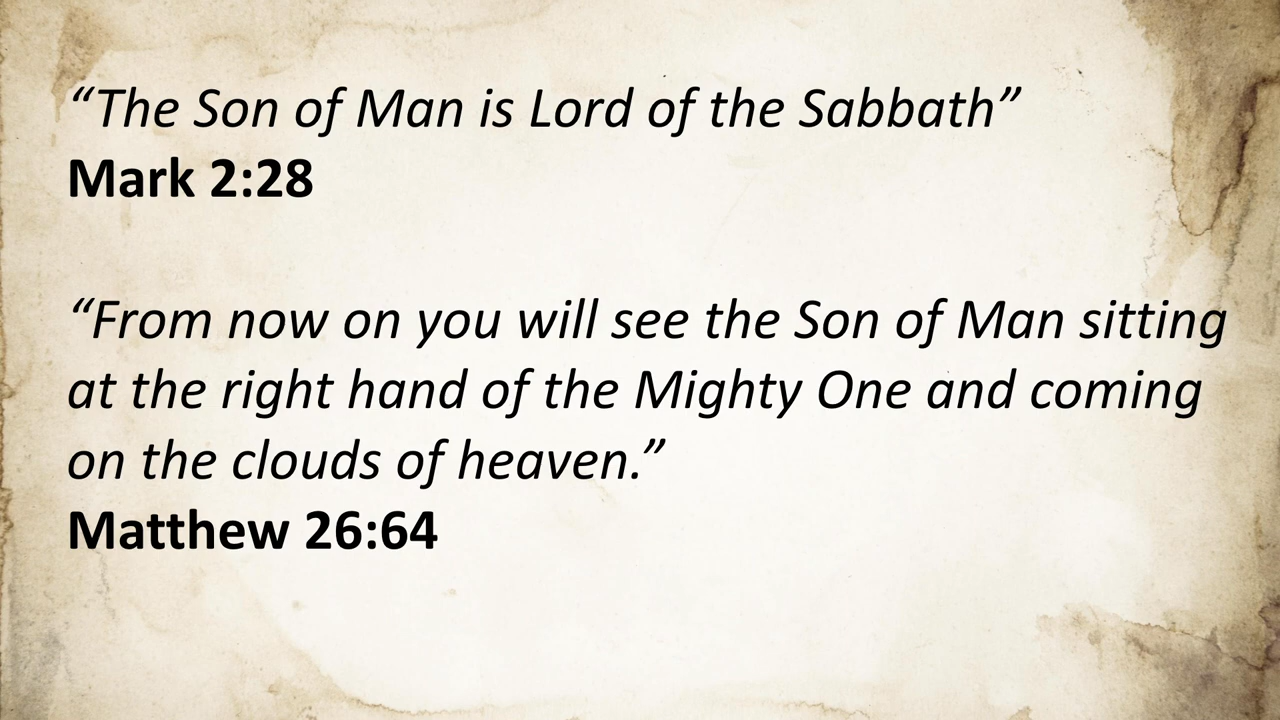 “The Son of Man is Lord of the Sabbath”
Mark 2:28
“From now on you will see the Son of Man sitting
at the right hand of the Mighty One and coming
on the clouds of heaven.”
Matthew 26:64